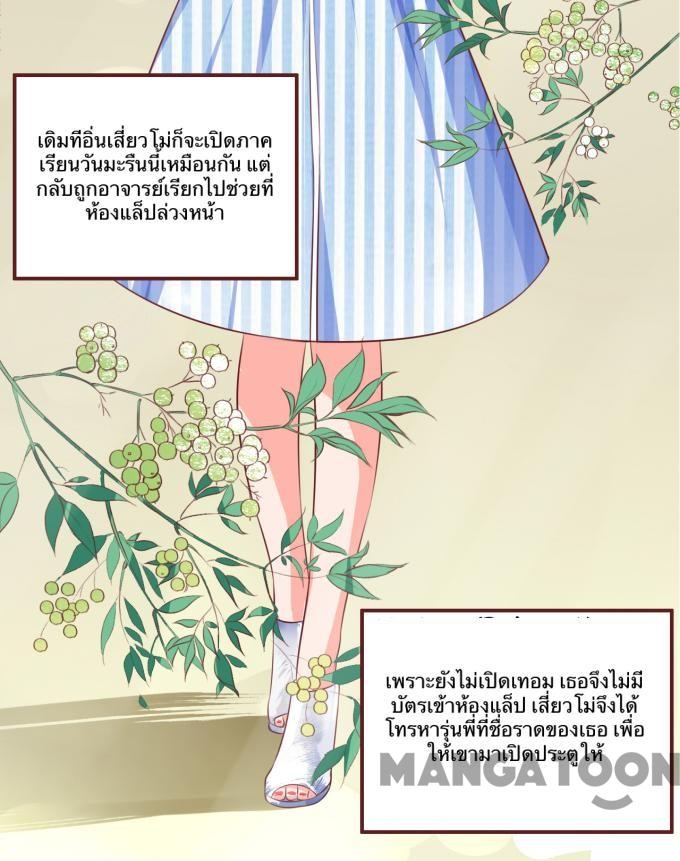 เดิมทีอิ่นเสี่ยวโม่ก็จะเปิดภาค
เรียนวันมะรืนนี้เหมือนกัน แต่
กลับถูกอาจารย์เรียกไปช่วยที่
ห้องแล็ปล่วงหน้า
เพราะยังไม่เปิดเทอม เธอจึงไม่มี
บัตรเข้าห้องแล็ป เสี่ยวโม่จึงได้
โทรหารุ่นพี่ที่ชื่อราดของเธอ เพื่อ
ให้เขามาเปิดประตูให้
MANGATOON